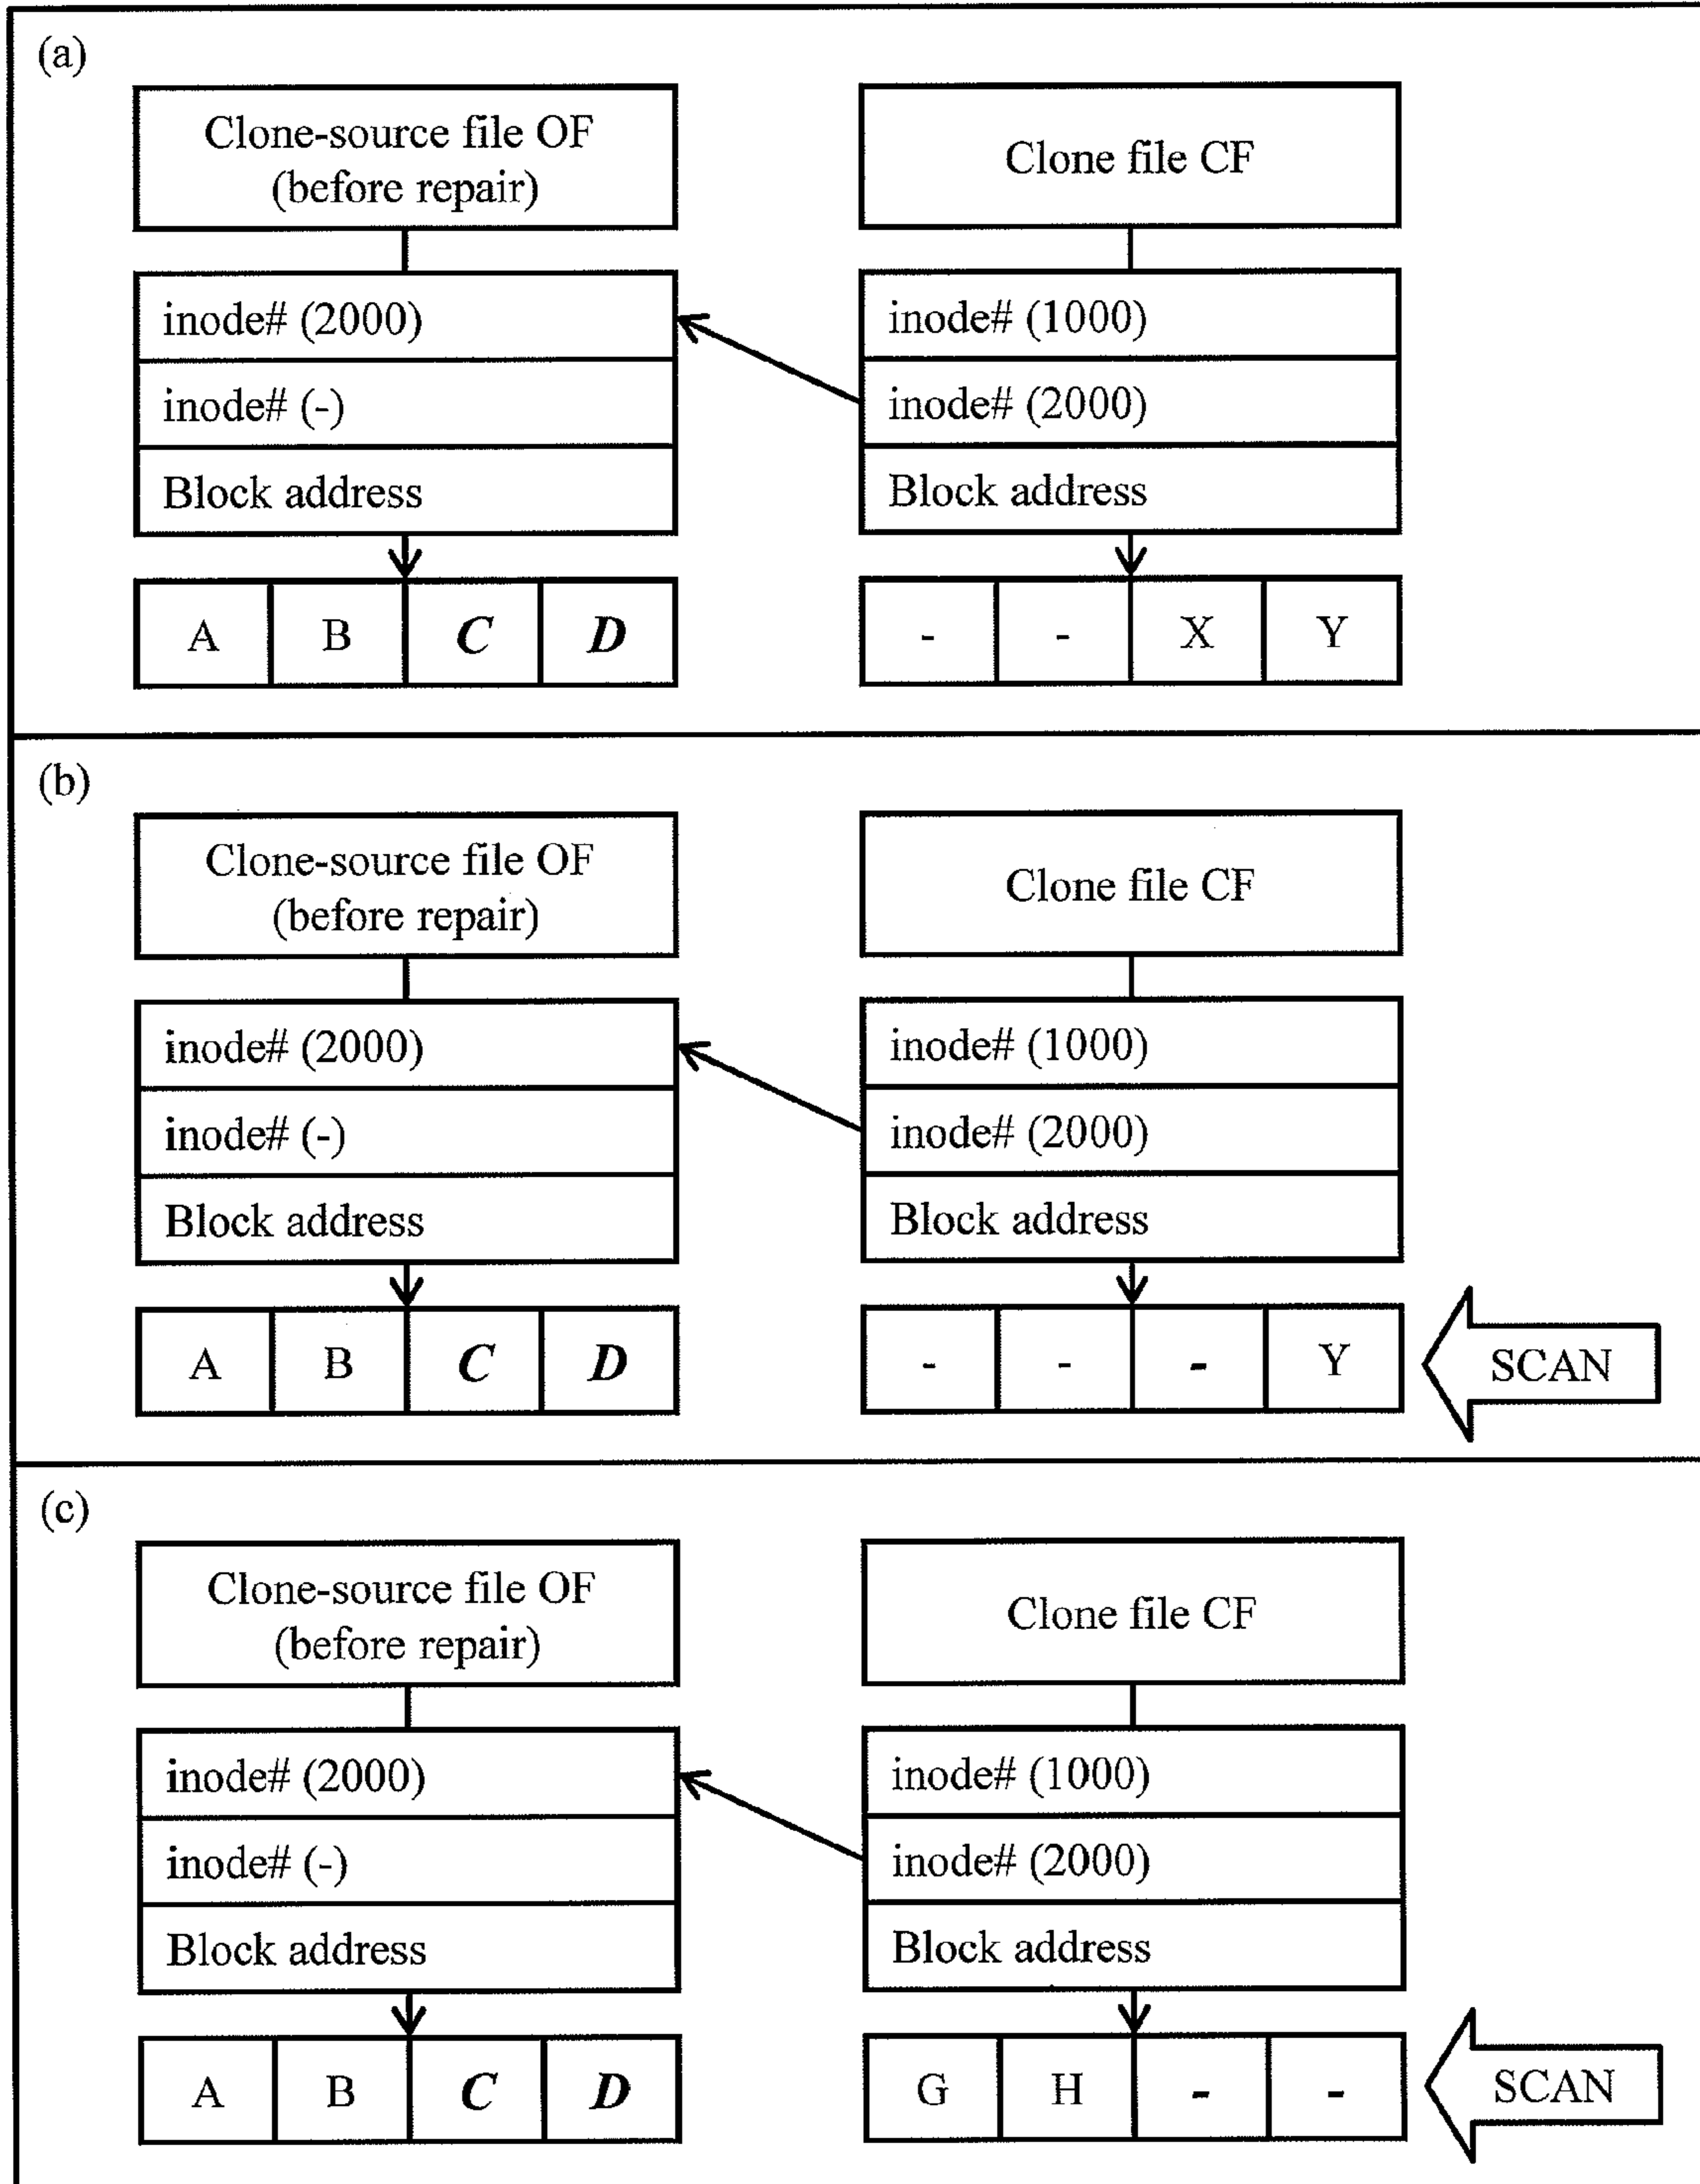 (a)
Clone-source file OF
(before repair)
Clone file CF
inode# (2000)
inode# (1000)
inode# (-)
inode# (2000)
Block address
Block address
A B C D
- - X Y
(b)
Clone-source file OF
(before repair)
Clone file CF
inode# (2000)
inode# (1000)
inode# (-)
inode# (2000)
Block address
Block address
A B C D
- - - Y
SCAN
(c)
Clone-source file OF
(before repair)
Clone file CF
inode# (2000)
inode# (1000)
inode# (-)
inode# (2000)
Block address
Block address
A B C D
G H - -
SCAN